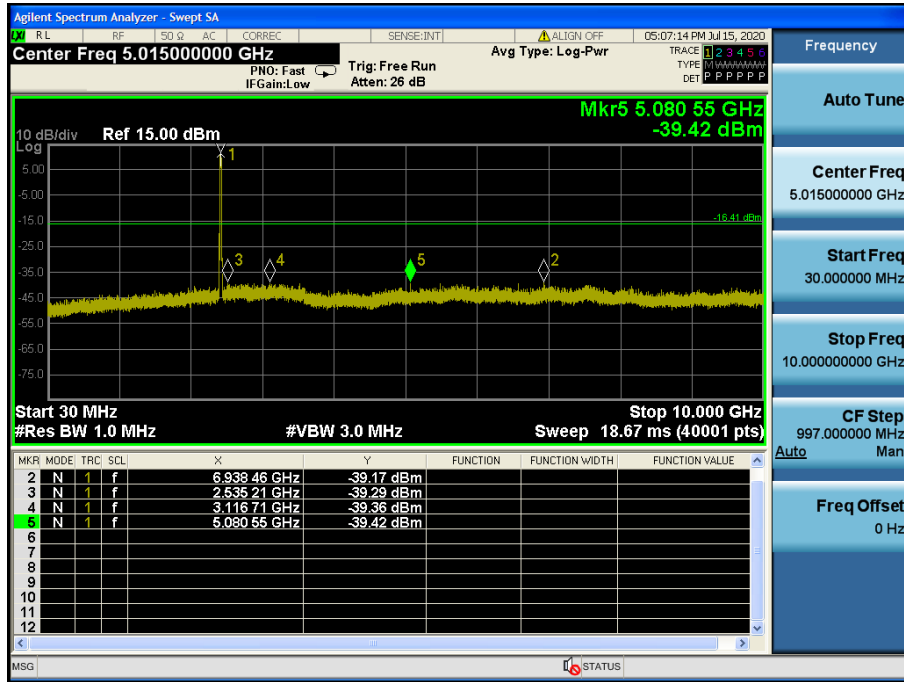 Agilent Spectrum Analyzer - Swept SA
LXI RL RF 50 Ω AC CORREC SENSE:INT ALIGN OFF 05:07:14 PM Jul 15, 2020
Center Freq 5.015000000 GHz
PNO: Fast
IFGain:Low
Trig: Free Run
Atten: 26 dB
Avg Type: Log-Pwr
TRACE 1 2 3 4 5 6
TYPE M WWWWW
DET P P P P P P
Mkr5 5.080 55 GHz
-39.42 dBm
10 dB/div Ref 15.00 dBm
Log
1
5.00
-5.00
-15.0
-16.41 dBm
-25.0
3
4
5
2
-35.0
-45.0
-55.0
-65.0
-75.0
Start 30 MHz Stop 10.000 GHz
#Res BW 1.0 MHz #VBW 3.0 MHz Sweep 18.67 ms (40001 pts)
MKR MODE TRC SCL X Y FUNCTION FUNCTION WIDTH FUNCTION VALUE
2 N 1 f 6.938 46 GHz -39.17 dBm
3 N 1 f 2.535 21 GHz -39.29 dBm
4 N 1 f 3.116 71 GHz -39.36 dBm
5 N 1 f 5.080 55 GHz -39.42 dBm
6
7
8
9
10
11
12
MSG STATUS
Frequency
Auto Tune
Center Freq
5.015000000 GHz
Start Freq
30.000000 MHz
Stop Freq
10.000000000 GHz
CF Step
997.000000 MHz
Auto Man
Freq Offset
0 Hz